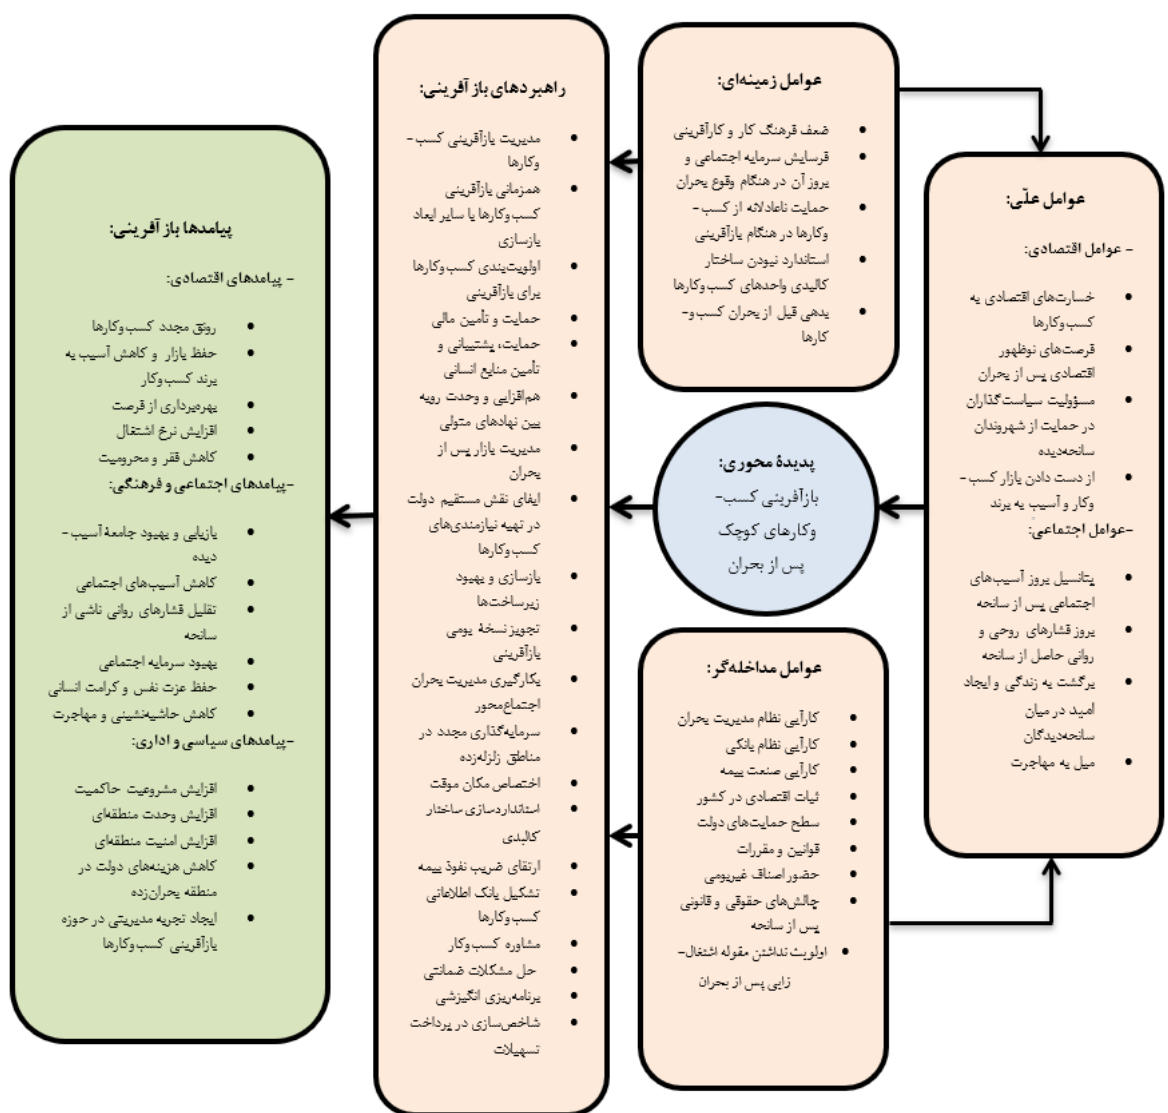 عوامل علّی:
- عوامل اقتصادی:
• خسارت‌های اقتصادی به
کسب‌وکارها
• فرصت‌های نوظهور
اقتصادی پس از بحران
• مسؤولیت سیاست‌گذاران
در حمایت از شهروندان
سانحه‌دیده
• از دست دادن بازار کسب-
وکار و آسیب به برند
-عوامل اجتماعی:
• پتانسیل بروز آسیب‌های
اجتماعی پس از سانحه
• بروز فشارهای روحی و
روانی حاصل از سانحه
• برگشت به زندگی و ایجاد
امید در میان
سانحه‌دیدگان
• میل به مهاجرت
عوامل زمینه‌ای:
• ضعف فرهنگ کار و کارآفرینی
• فرسایش سرمایه اجتماعی و
بروز آن در هنگام وقوع بحران
• حمایت ناعادلانه از کسب-
وکارها در هنگام بازآفرینی
• استاندارد نبودن ساختار
کالبدی واحدهای کسب‌وکارها
• بدهی قبل از بحران کسب‌و-
کارها
پدیدهٔ محوری:
بازآفرینی کسب-
وکارهای کوچک
پس از بحران
عوامل مداخله‌گر:
• کارآیی نظام مدیریت بحران
• کارآیی نظام بانکی
• کارآیی صنعت بیمه
• ثبات اقتصادی در کشور
• سطح حمایت‌های دولت
• قوانین و مقررات
• حضور اصناف غیربومی
• چالش‌های حقوقی و قانونی
پس از سانحه
• اولویت نداشتن مقوله اشتغال-
زایی پس از بحران
راهبردهای بازآفرینی:
• مدیریت بازآفرینی کسب-
وکارها
• همزمانی بازآفرینی
کسب‌وکارها با سایر ابعاد
بازسازی
• اولویت‌بندی کسب‌وکارها
برای بازآفرینی
• حمایت و تأمین مالی
• حمایت، پشتیبانی و
تأمین منابع انسانی
• هم‌افزایی و وحدت رویه
بین نهادهای متولی
• مدیریت بازار پس از
بحران
• ایفای نقش مستقیم دولت
در تهیه نیازمندی‌های
کسب‌وکارها
• بازسازی و بهبود
زیرساخت‌ها
• تجویز نسخهٔ بومی
بازآفرینی
• بکارگیری مدیریت بحران
اجتماع‌محور
• سرمایه‌گذاری مجدد در
مناطق زلزله‌زده
• اختصاص مکان موقت
• استانداردسازی ساختار
کالبدی
• ارتقای ضریب نفوذ بیمه
• تشکیل بانک اطلاعاتی
کسب‌وکارها
• مشاوره کسب‌وکار
• حل مشکلات ضمانتی
• برنامه‌ریزی انگیزشی
• شاخص‌سازی در پرداخت
تسهیلات
پیامدها بازآفرینی:
- پیامدهای اقتصادی:
• رونق مجدد کسب‌وکارها
• حفظ بازار و کاهش آسیب به
برند کسب‌وکار
• بهره‌برداری از فرصت
• افزایش نرخ اشتغال
• کاهش فقر و محرومیت
-پیامدهای اجتماعی و فرهنگی:
• بازیابی و بهبود جامعهٔ آسیب-
دیده
• کاهش آسیب‌های اجتماعی
• تقلیل فشارهای روانی ناشی از
سانحه
• بهبود سرمایه اجتماعی
• حفظ عزت نفس و کرامت انسانی
• کاهش حاشیه‌نشینی و مهاجرت
-پیامدهای سیاسی و اداری:
• افزایش مشروعیت حاکمیت
• افزایش وحدت منطقه‌ای
• افزایش امنیت منطقه‌ای
• کاهش هزینه‌های دولت در
منطقه بحران‌زده
• ایجاد تجربه مدیریتی در حوزه
بازآفرینی کسب‌وکارها